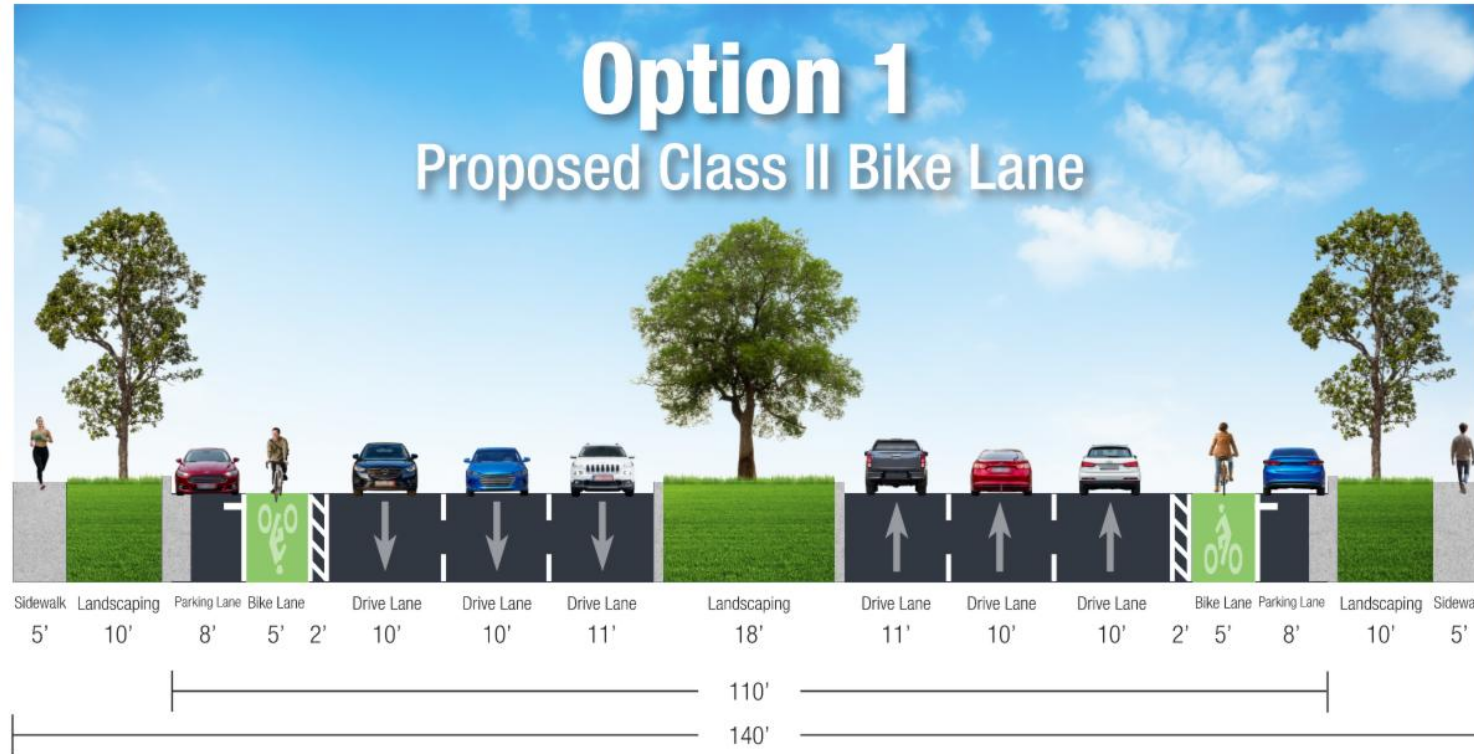 Option 1
Proposed Class II Bike Lane
Sidewalk Landscaping Parking Lane Bike Lane Drive Lane Drive Lane Drive Lane Landscaping Drive Lane Drive Lane Drive Lane Bike Lane Parking Lane Landscaping Sidewa
5' 10' 8' 5' 2' 10' 10' 11' 18' 11' 10' 10' 2' 5' 8' 10' 5'
110'
140'